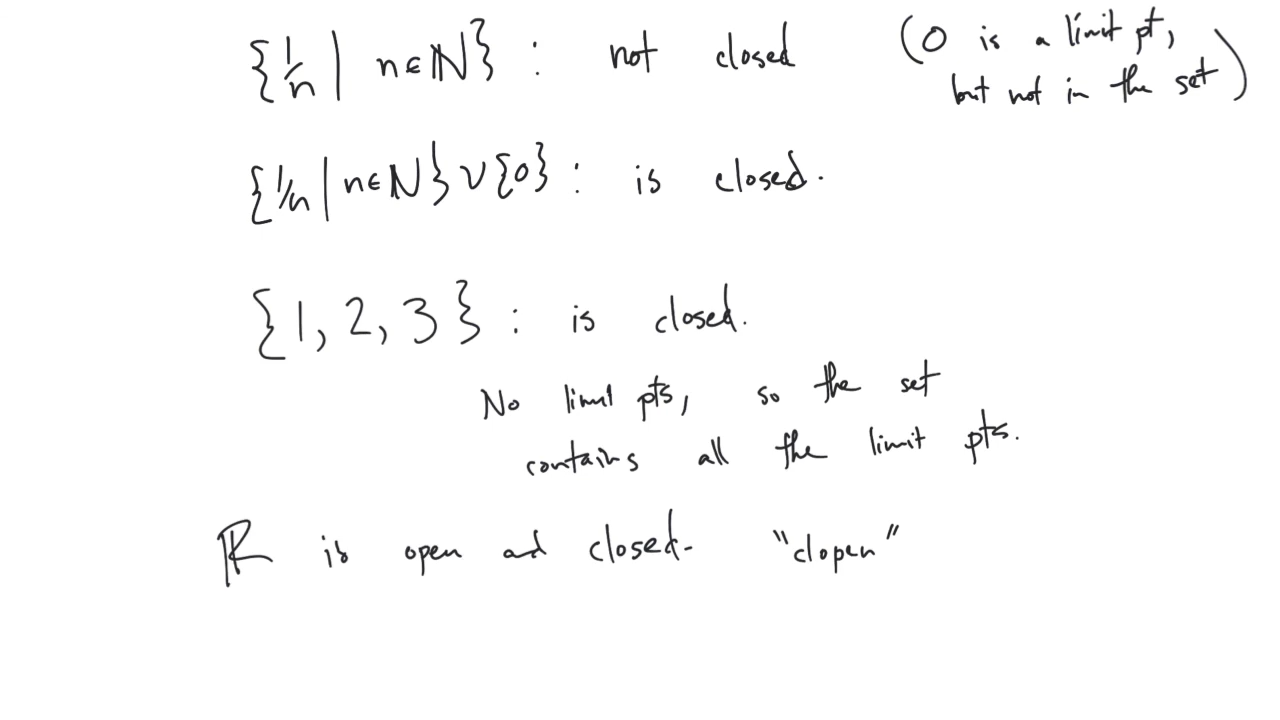 {1/n | n∈ℕ} : not closed (0 is a limit pt,
but not in the set)
{1/n | n∈ℕ} ∪ {0} : is closed.
{1, 2, 3} : is closed.
No limit pts, so the set
contains all the limit pts.
ℝ is open and closed. "clopen"